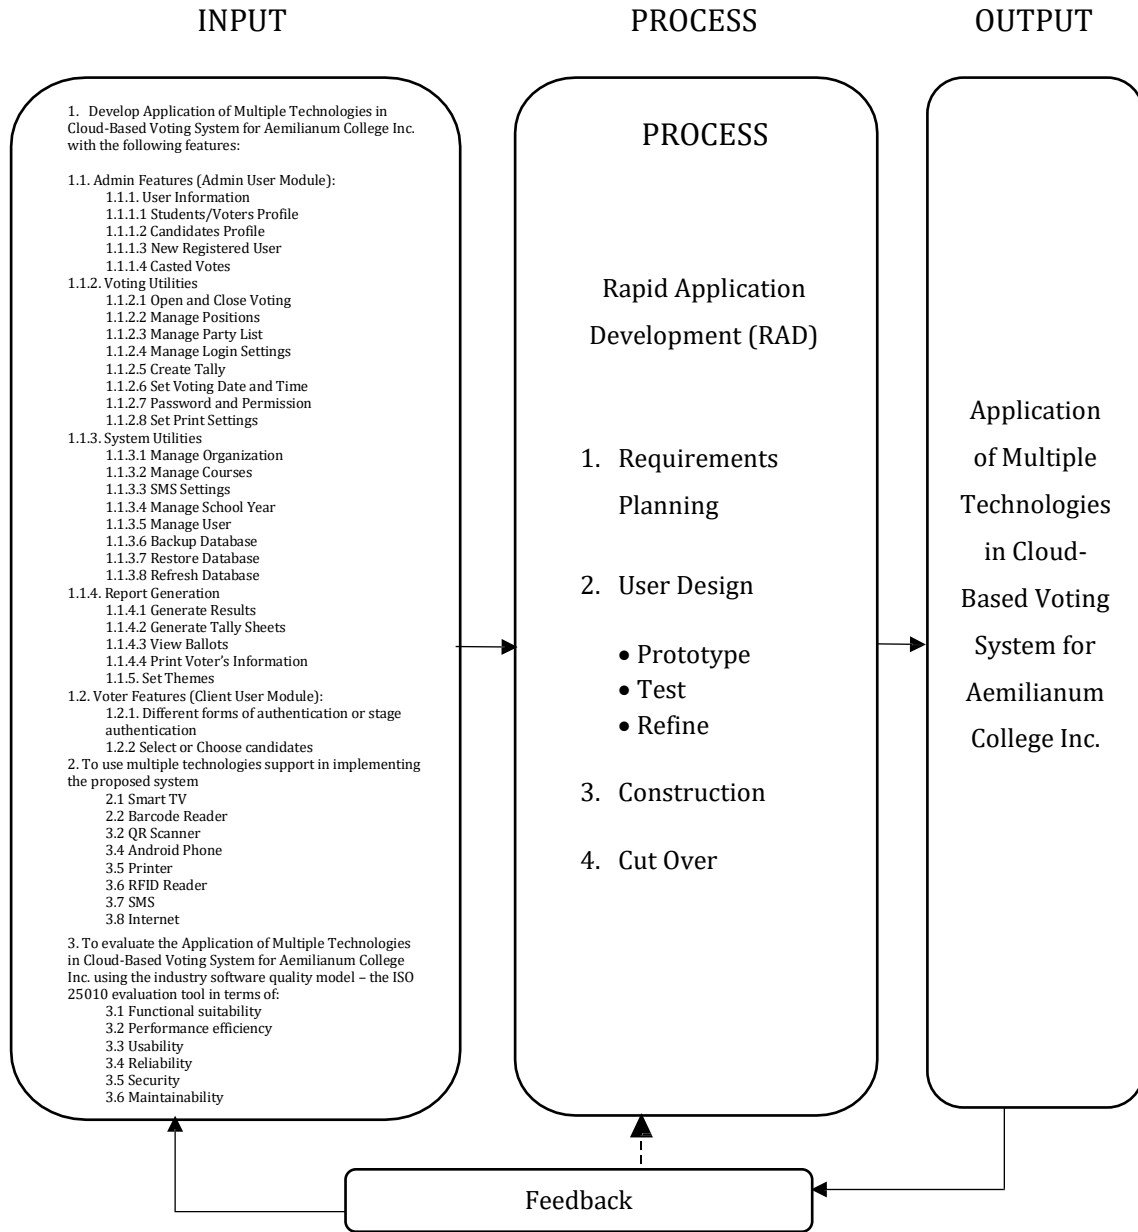 INPUT
PROCESS
OUTPUT
1. Develop Application of Multiple Technologies in
Cloud-Based Voting System for Aemilianum College Inc.
with the following features:
1.1. Admin Features (Admin User Module):
1.1.1. User Information
1.1.1.1 Students/Voters Profile
1.1.1.2 Candidates Profile
1.1.1.3 New Registered User
1.1.1.4 Casted Votes
1.1.2. Voting Utilities
1.1.2.1 Open and Close Voting
1.1.2.2 Manage Positions
1.1.2.3 Manage Party List
1.1.2.4 Manage Login Settings
1.1.2.5 Create Tally
1.1.2.6 Set Voting Date and Time
1.1.2.7 Password and Permission
1.1.2.8 Set Print Settings
1.1.3. System Utilities
1.1.3.1 Manage Organization
1.1.3.2 Manage Courses
1.1.3.3 SMS Settings
1.1.3.4 Manage School Year
1.1.3.5 Manage User
1.1.3.6 Backup Database
1.1.3.7 Restore Database
1.1.3.8 Refresh Database
1.1.4. Report Generation
1.1.4.1 Generate Results
1.1.4.2 Generate Tally Sheets
1.1.4.3 View Ballots
1.1.4.4 Print Voter's Information
1.1.5. Set Themes
1.2. Voter Features (Client User Module):
1.2.1. Different forms of authentication or stage
authentication
1.2.2 Select or Choose candidates
2. To use multiple technologies support in implementing
the proposed system
2.1 Smart TV
2.2 Barcode Reader
3.2 QR Scanner
3.4 Android Phone
3.5 Printer
3.6 RFID Reader
3.7 SMS
3.8 Internet
3. To evaluate the Application of Multiple Technologies
in Cloud-Based Voting System for Aemilianum College
Inc. using the industry software quality model – the ISO
25010 evaluation tool in terms of:
3.1 Functional suitability
3.2 Performance efficiency
3.3 Usability
3.4 Reliability
3.5 Security
3.6 Maintainability
PROCESS
Rapid Application
Development (RAD)
1. Requirements
Planning
2. User Design
• Prototype
• Test
• Refine
3. Construction
4. Cut Over
Application
of Multiple
Technologies
in Cloud-
Based Voting
System for
Aemilianum
College Inc.
Feedback